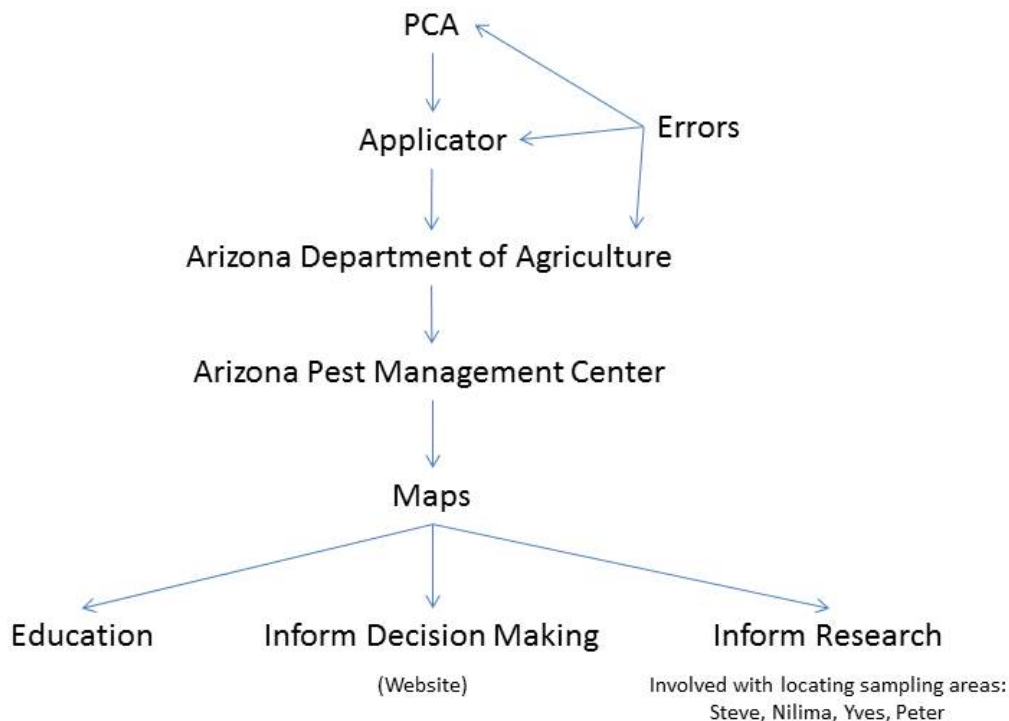 PCA
Applicator
Errors
Arizona Department of Agriculture
Arizona Pest Management Center
Maps
Education
Inform Decision Making
(Website)
Inform Research
Involved with locating sampling areas:
Steve, Nilima, Yves, Peter